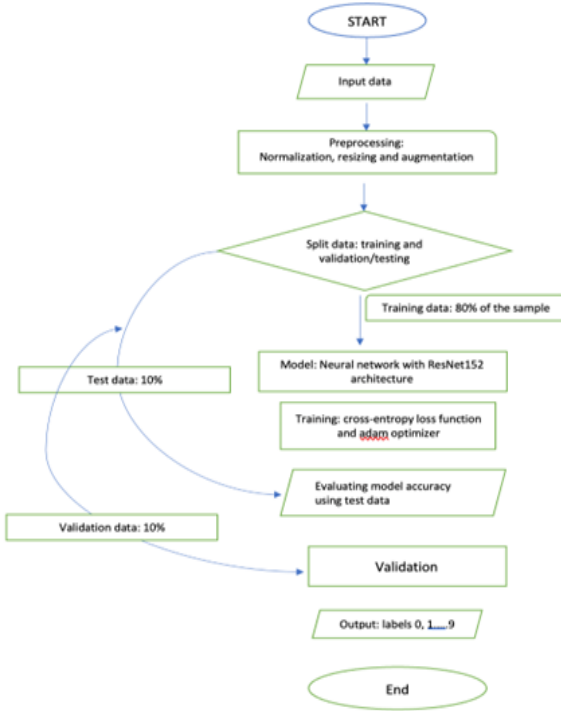 START
Input data
Preprocessing:
Normalization, resizing and augmentation
Split data: training and
validation/testing
Training data: 80% of the sample
Test data: 10%
Model: Neural network with ResNet152
architecture
Training: cross-entropy loss function
and adam optimizer
Evaluating model accuracy
using test data
Validation data: 10%
Validation
Output: labels 0, 1.....9
End